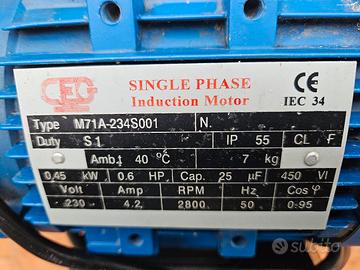 CEG
SINGLE PHASE
Induction Motor
CE
IEC 34
Type M71A-234S001 N.
Duty S1 IP 55 CL F
Amb.t 40 °C 7 kg
0,45 kW 0.6 HP Cap. 25 µF 450 Vl
Volt Amp RPM Hz Cos φ
230 4.2 2800 50 0.95
subito